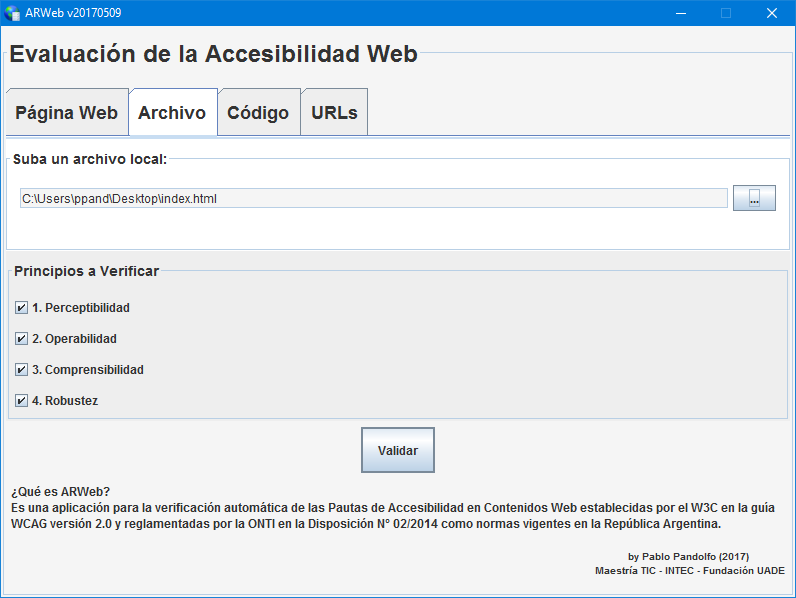 ARWeb v20170509
Evaluación de la Accesibilidad Web
Página Web Archivo Código URLs
Suba un archivo local:
C:\Users\ppand\Desktop\index.html ...
Principios a Verificar
1. Perceptibilidad
2. Operabilidad
3. Comprensibilidad
4. Robustez
Validar
¿Qué es ARWeb?
Es una aplicación para la verificación automática de las Pautas de Accesibilidad en Contenidos Web establecidas por el W3C en la guía
WCAG versión 2.0 y reglamentadas por la ONTI en la Disposición N° 02/2014 como normas vigentes en la República Argentina.
by Pablo Pandolfo (2017)
Maestría TIC - INTEC - Fundación UADE